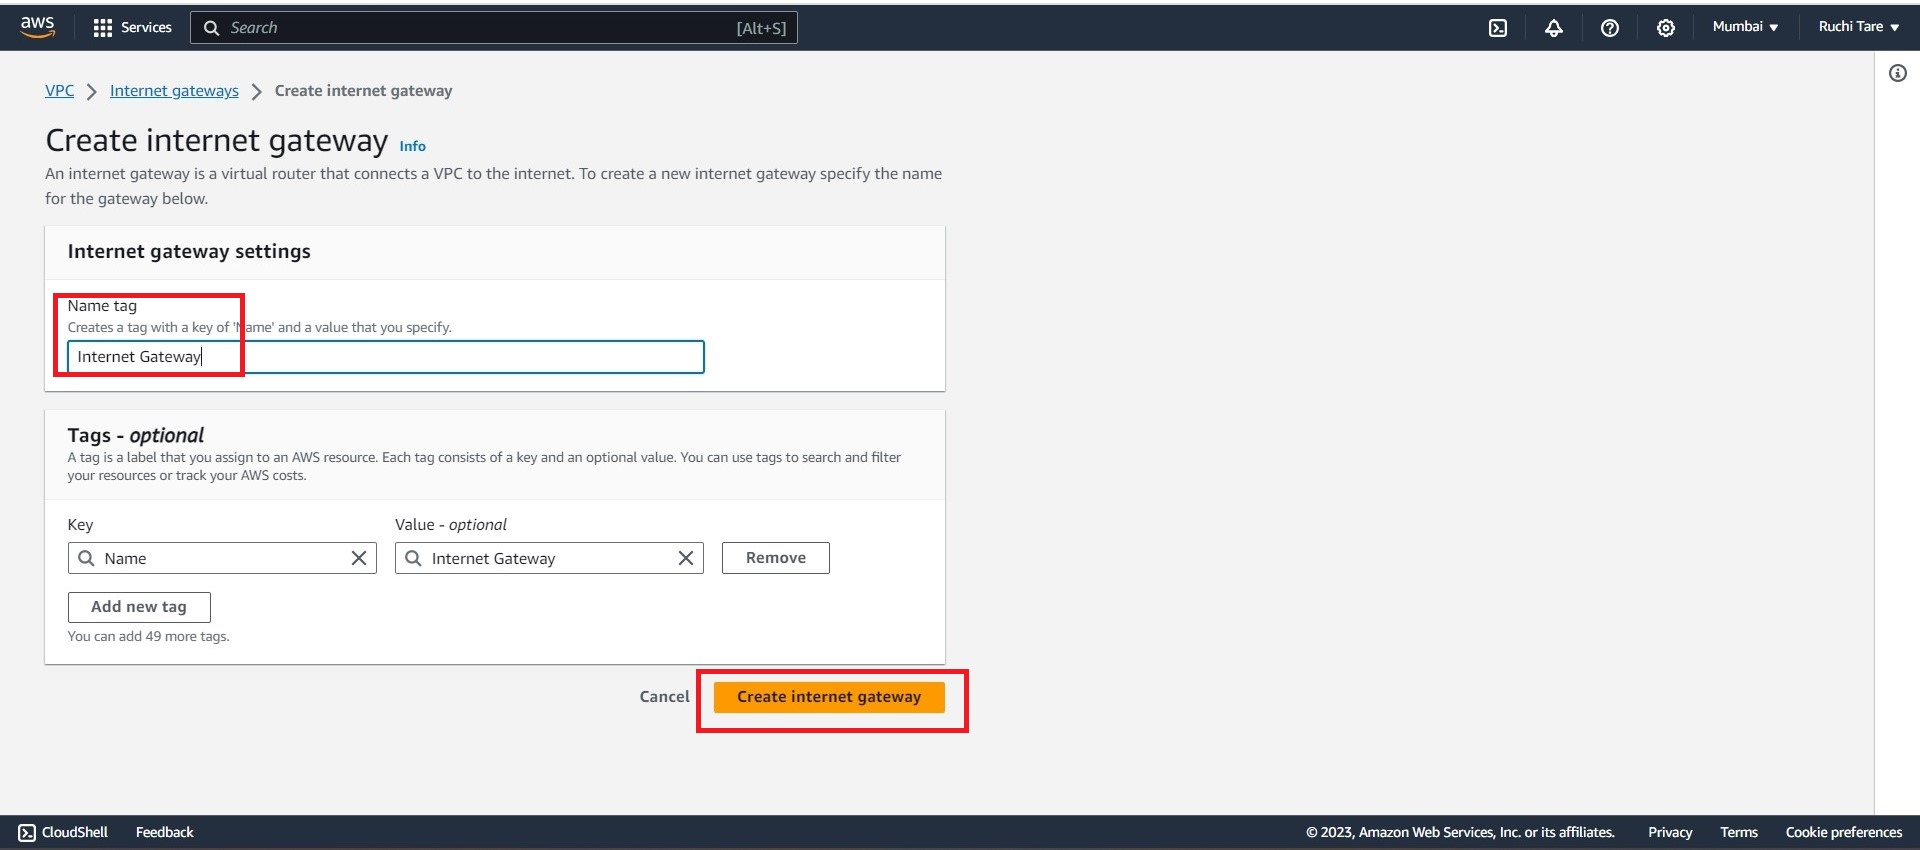 aws Services Search [Alt+S] Mumbai Ruchi Tare
VPC Internet gateways Create internet gateway
Create internet gateway Info
An internet gateway is a virtual router that connects a VPC to the internet. To create a new internet gateway specify the name
for the gateway below.
Internet gateway settings
Name tag
Creates a tag with a key of 'Name' and a value that you specify.
Internet Gateway
Tags - optional
A tag is a label that you assign to an AWS resource. Each tag consists of a key and an optional value. You can use tags to search and filter
your resources or track your AWS costs.
Key Value - optional
Name Internet Gateway Remove
Add new tag
You can add 49 more tags.
Cancel Create internet gateway
CloudShell Feedback © 2023, Amazon Web Services, Inc. or its affiliates. Privacy Terms Cookie preferences